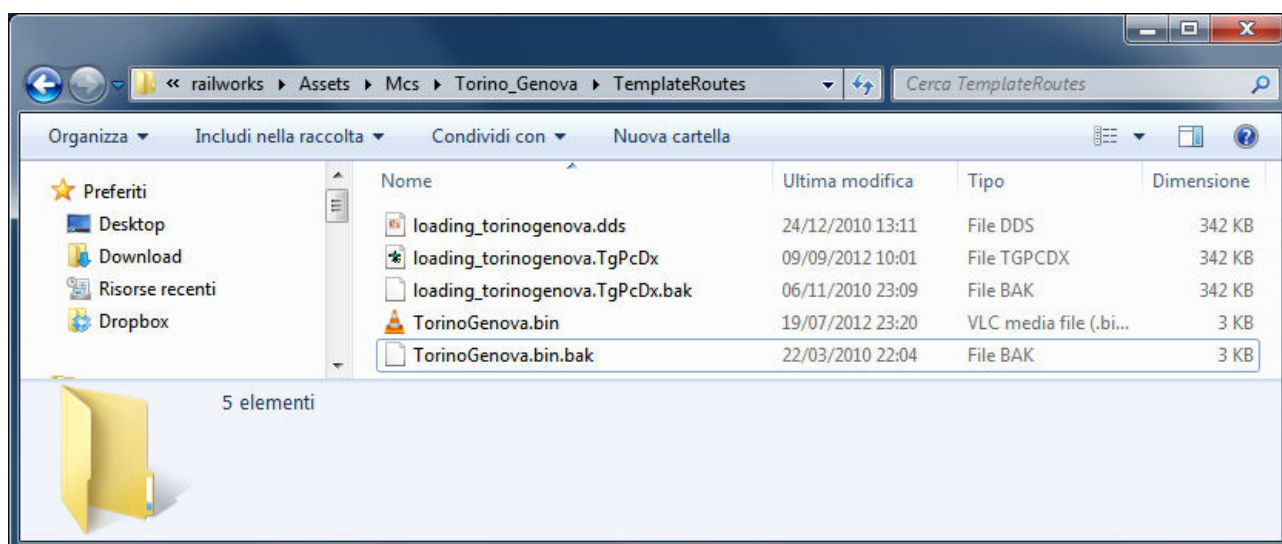 « railworks ▸ Assets ▸ Mcs ▸ Torino_Genova ▸ TemplateRoutes Cerca TemplateRoutes
Organizza Includi nella raccolta Condividi con Nuova cartella
Preferiti
Desktop
Download
Risorse recenti
Dropbox
Nome Ultima modifica Tipo Dimensione
loading_torinogenova.dds 24/12/2010 13:11 File DDS 342 KB
loading_torinogenova.TgPcDx 09/09/2012 10:01 File TGPCDX 342 KB
loading_torinogenova.TgPcDx.bak 06/11/2010 23:09 File BAK 342 KB
TorinoGenova.bin 19/07/2012 23:20 VLC media file (.bi... 3 KB
TorinoGenova.bin.bak 22/03/2010 22:04 File BAK 3 KB
5 elementi